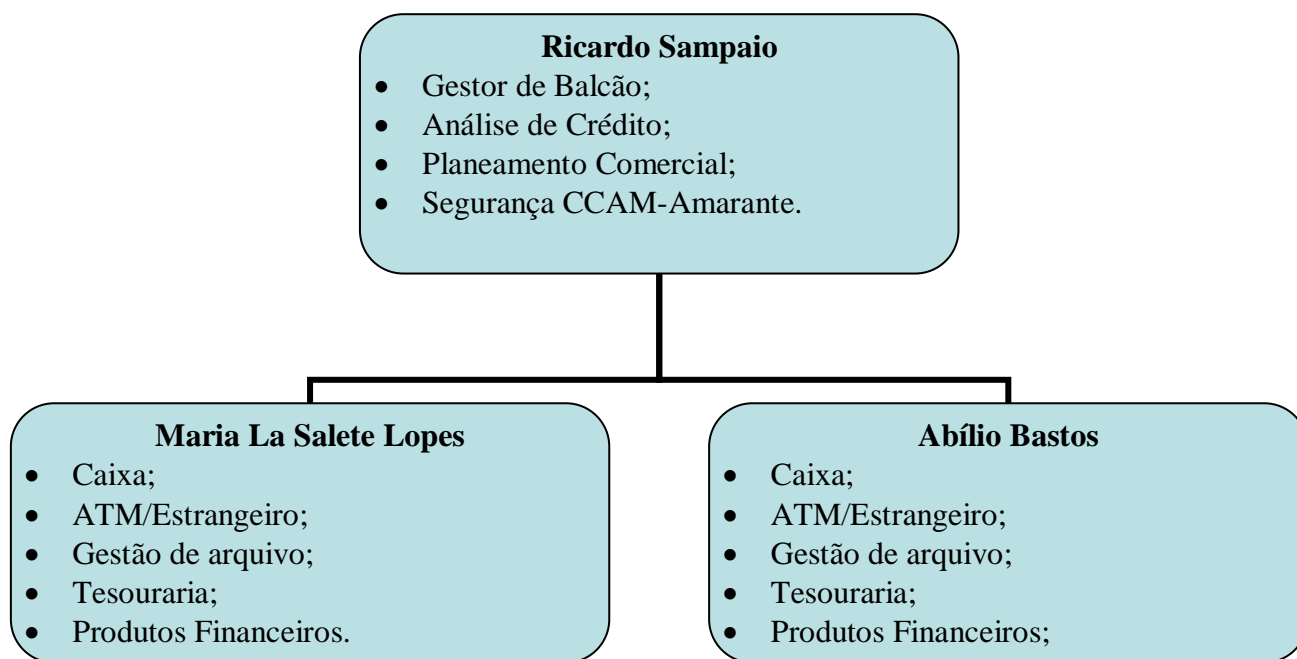 Ricardo Sampaio
• Gestor de Balcão;
• Análise de Crédito;
• Planeamento Comercial;
• Segurança CCAM-Amarante.
Maria La Salete Lopes
• Caixa;
• ATM/Estrangeiro;
• Gestão de arquivo;
• Tesouraria;
• Produtos Financeiros.
Abílio Bastos
• Caixa;
• ATM/Estrangeiro;
• Gestão de arquivo;
• Tesouraria;
• Produtos Financeiros;